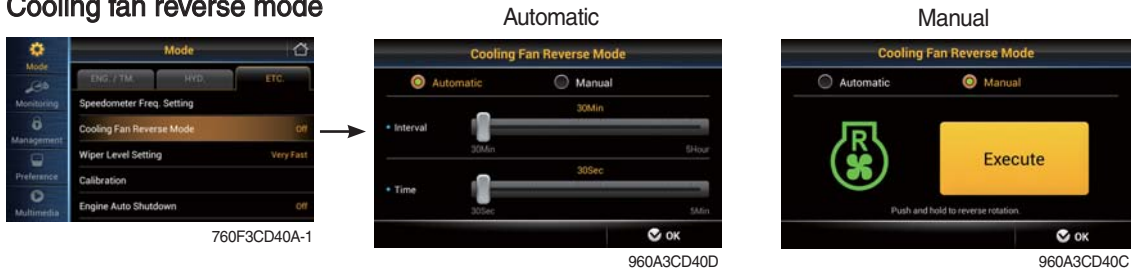 Cooling fan reverse mode
Mode
Mode
Monitoring
Management
Preference
Multimedia
ENG. / TM.
HYD.
ETC.
Speedometer Freq. Setting
Cooling Fan Reverse Mode Off
Wiper Level Setting Very Fast
Calibration
Engine Auto Shutdown Off
760F3CD40A-1
Automatic
Cooling Fan Reverse Mode
Automatic Manual
30Min
• Interval
30Min 5Hour
30Sec
• Time
30Sec 5Min
OK
960A3CD40D
Manual
Cooling Fan Reverse Mode
Automatic Manual
R
Execute
Push and hold to reverse rotation.
OK
960A3CD40C